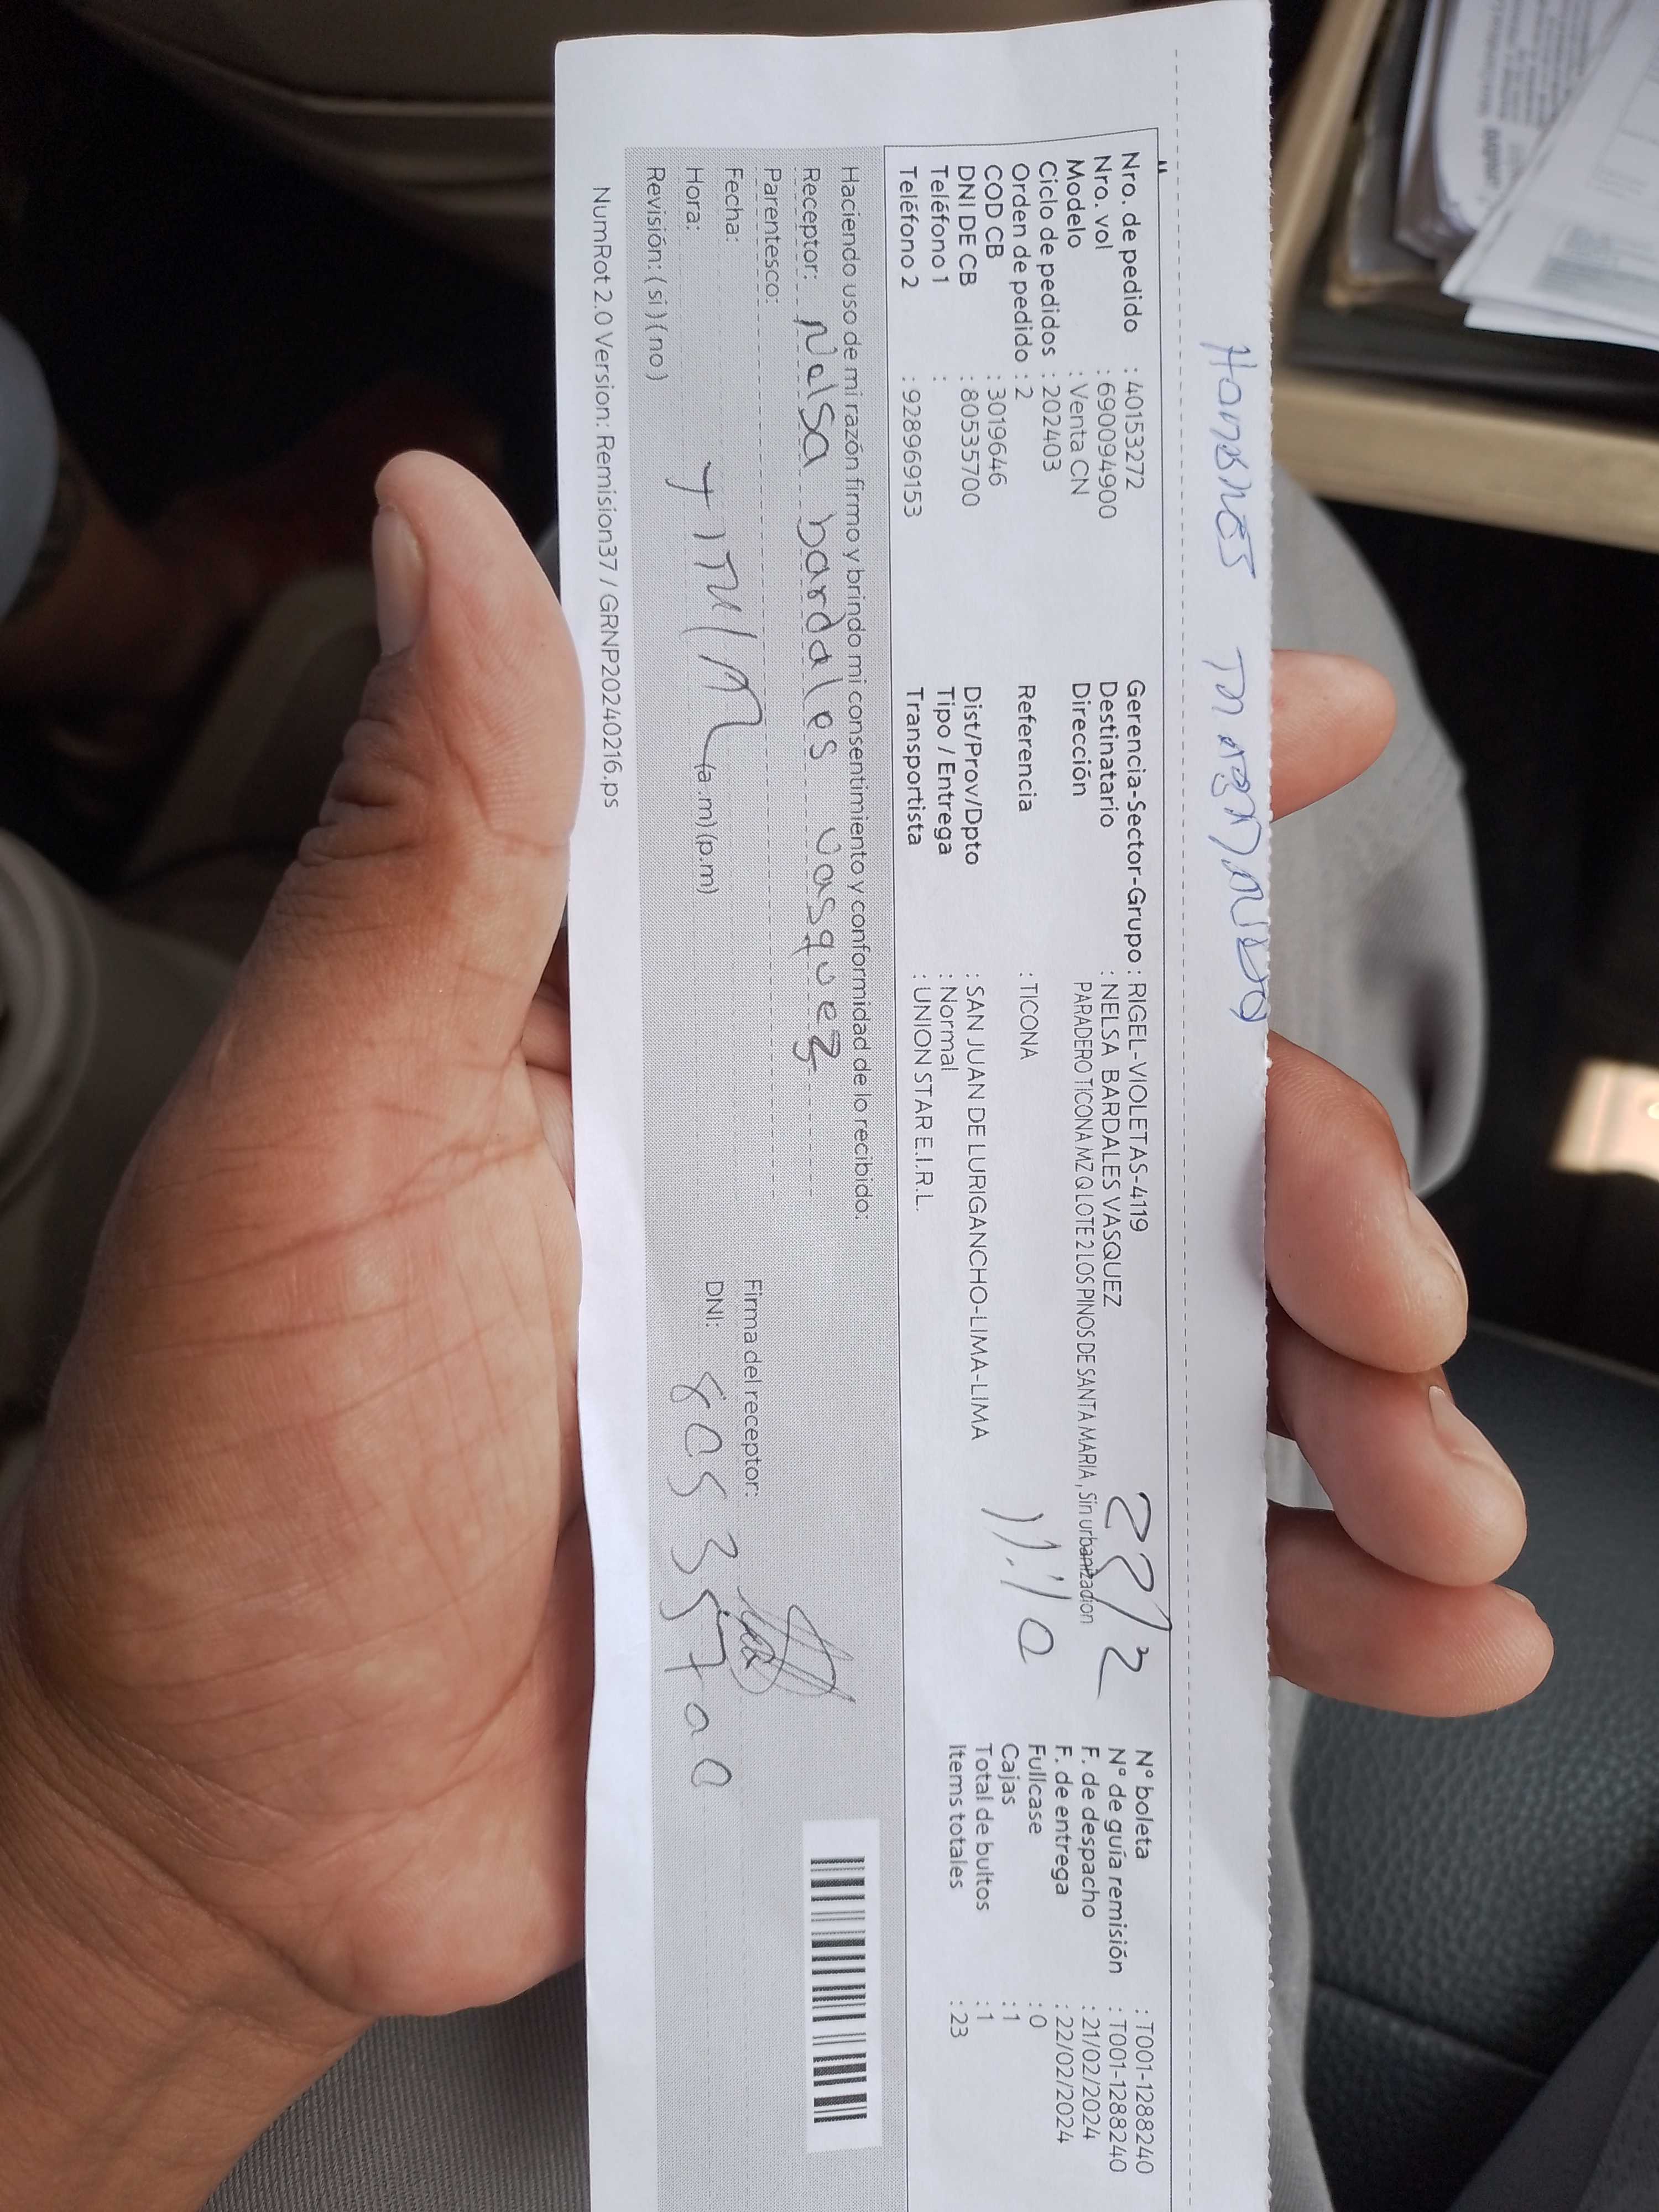 Nro. de pedido : 40153272
Nro. vol : 690094900
Modelo : Venta CN
Ciclo de pedidos : 202403
Orden de pedido : 2
COD CB : 3019646
DNI DE CB : 80535700
Teléfono 1 :
Teléfono 2 : 928969153
Gerencia-Sector-Grupo : RIGEL-VIOLETAS-4119
Destinatario : NELSA BARDALES VASQUEZ
Dirección PARADERO TICONA MZ Q LOTE 2 LOS PINOS DE SANTA MARIA , Sin urbanizacion
Referencia : TICONA
Dist/Prov/Dpto : SAN JUAN DE LURIGANCHO-LIMA-LIMA
Tipo / Entrega : Normal
Transportista : UNION STAR E.I.R.L.
22/2
11:10
N° boleta : T001-1288240
N° de guía remisión : T001-1288240
F. de despacho : 21/02/2024
F. de entrega : 22/02/2024
Fullcase : 0
Cajas : 1
Total de bultos : 1
Items totales : 23
Haciendo uso de mi razón firmo y brindo mi consentimiento y conformidad de lo recibido:
Receptor: Nelsa bardales vasquez
Parentesco:
Fecha:
Hora: (a.m) (p.m)
Revisión: ( si ) ( no )
Firma del receptor:
DNI: 80535700
NumRot 2.0 Version: Remision37 / GRNP20240216.ps